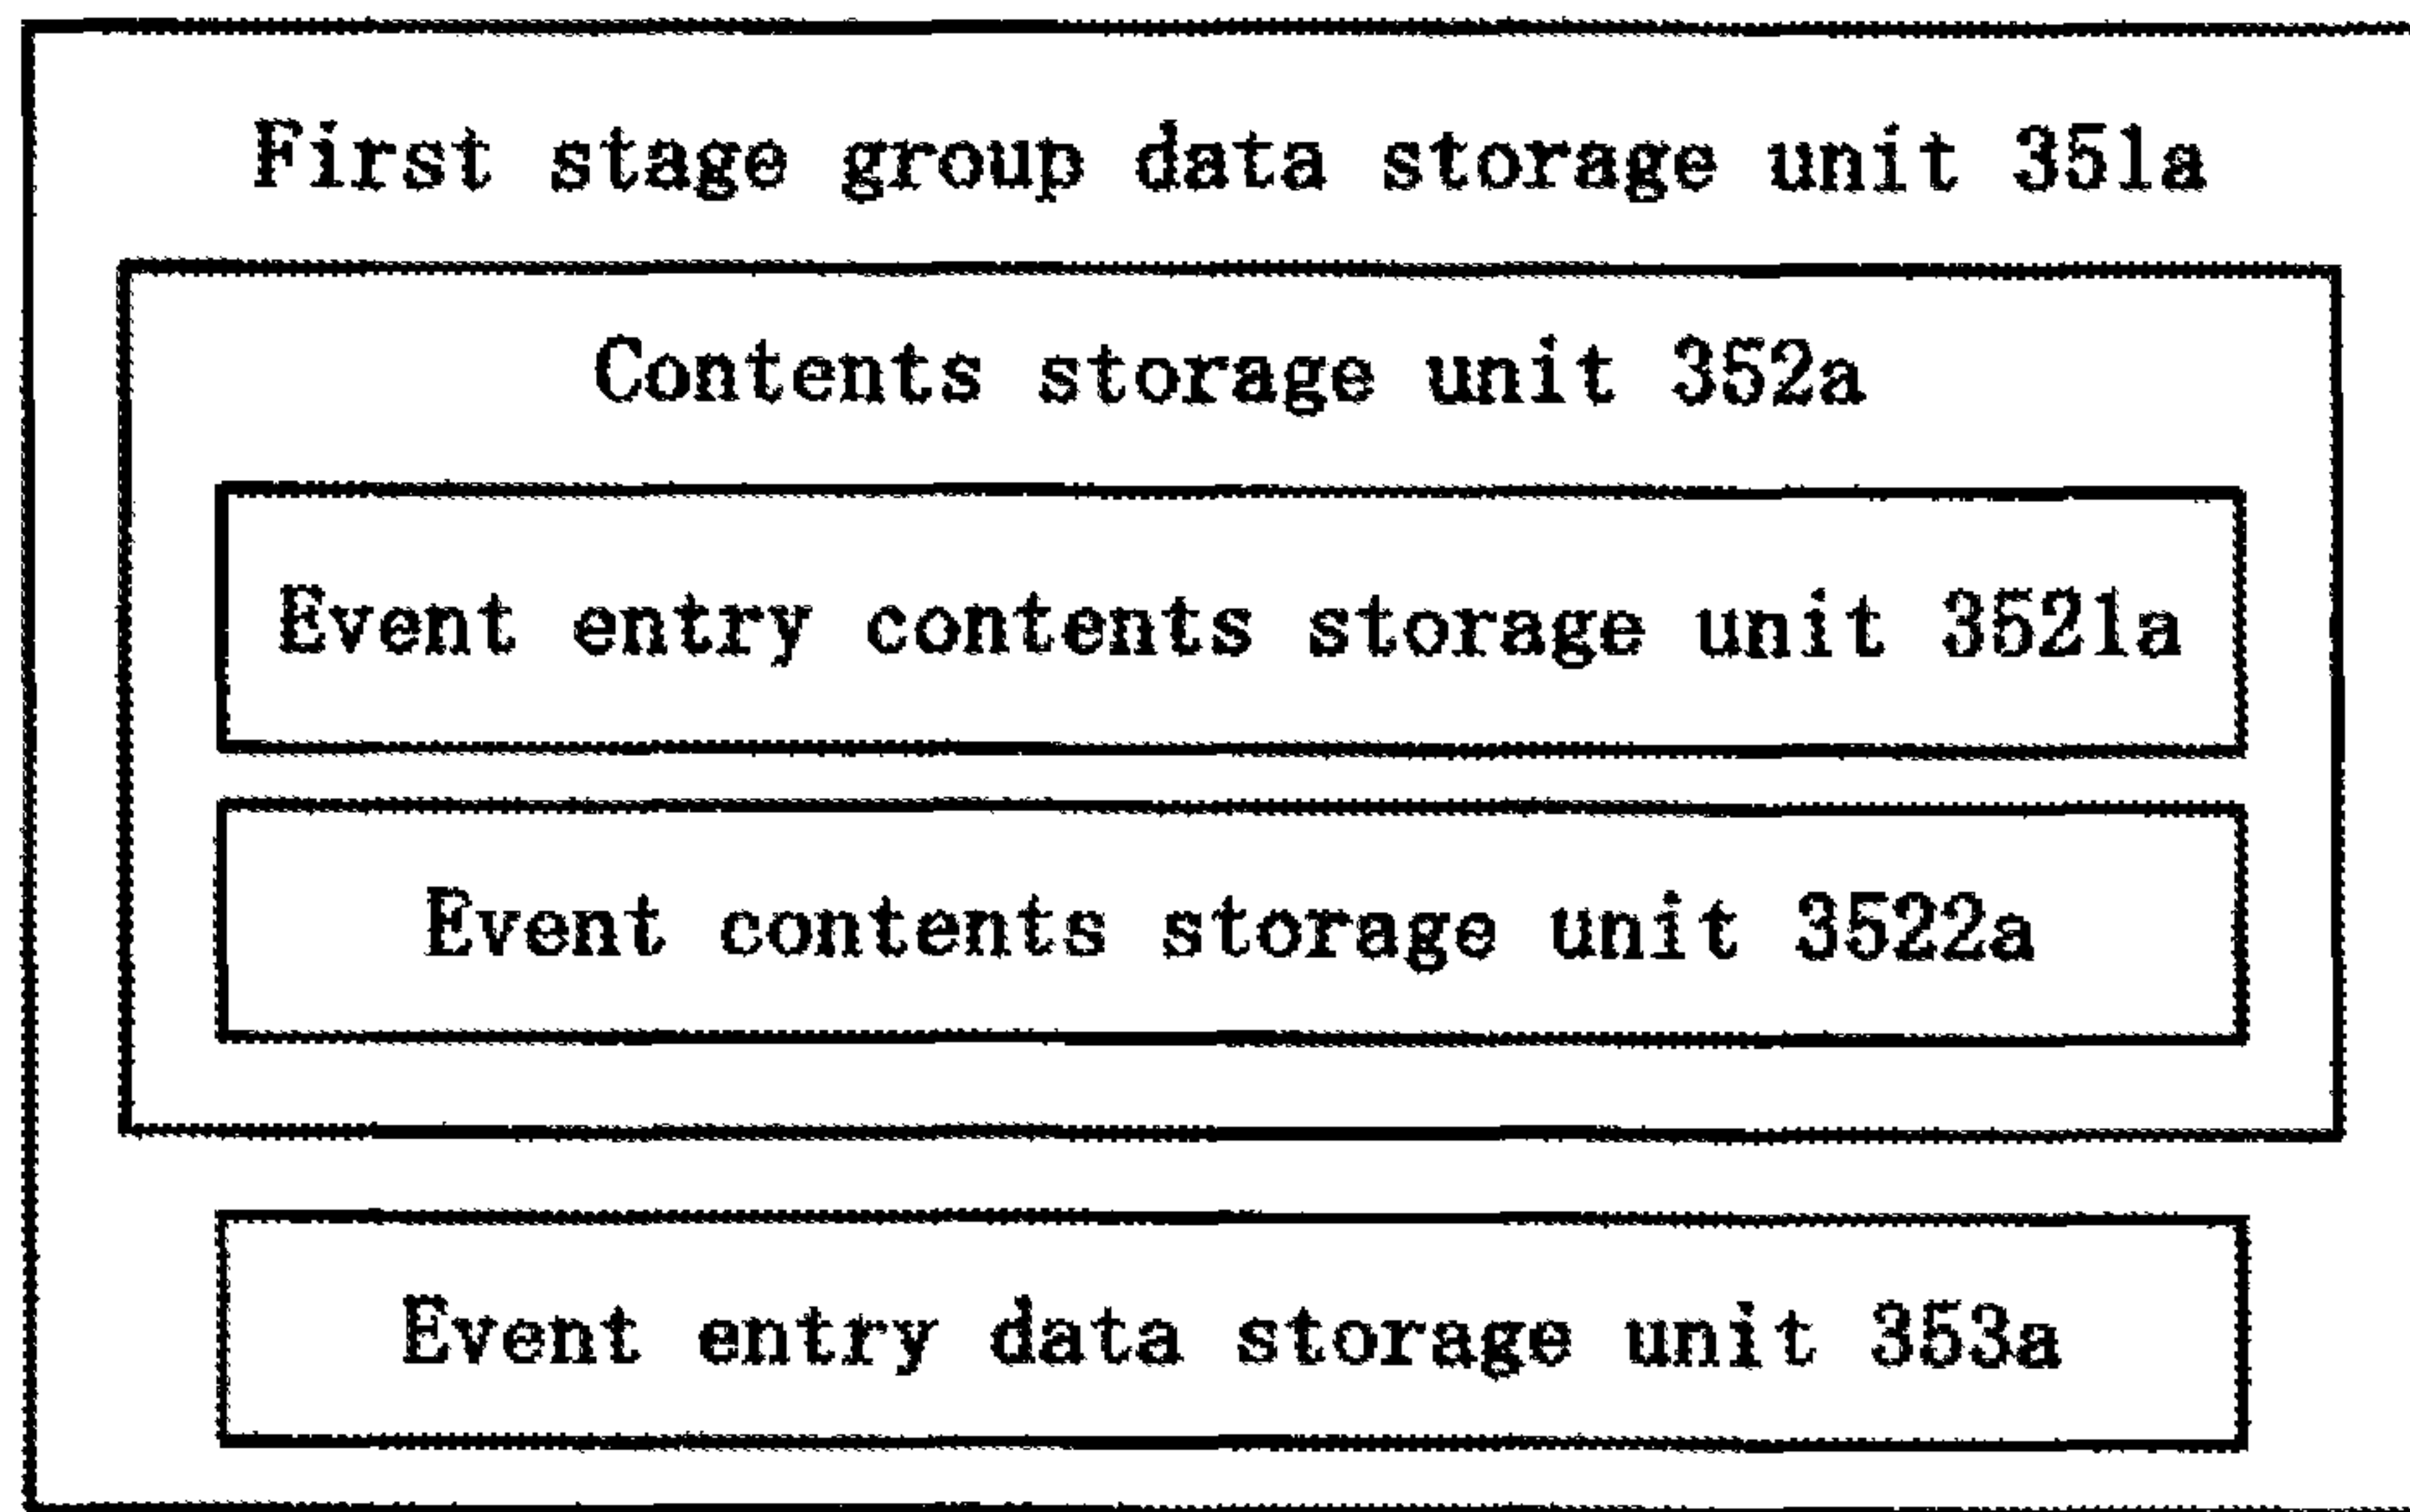 First stage group data storage unit 351a
Contents storage unit 352a
Event entry contents storage unit 3521a
Event contents storage unit 3522a
Event entry data storage unit 353a